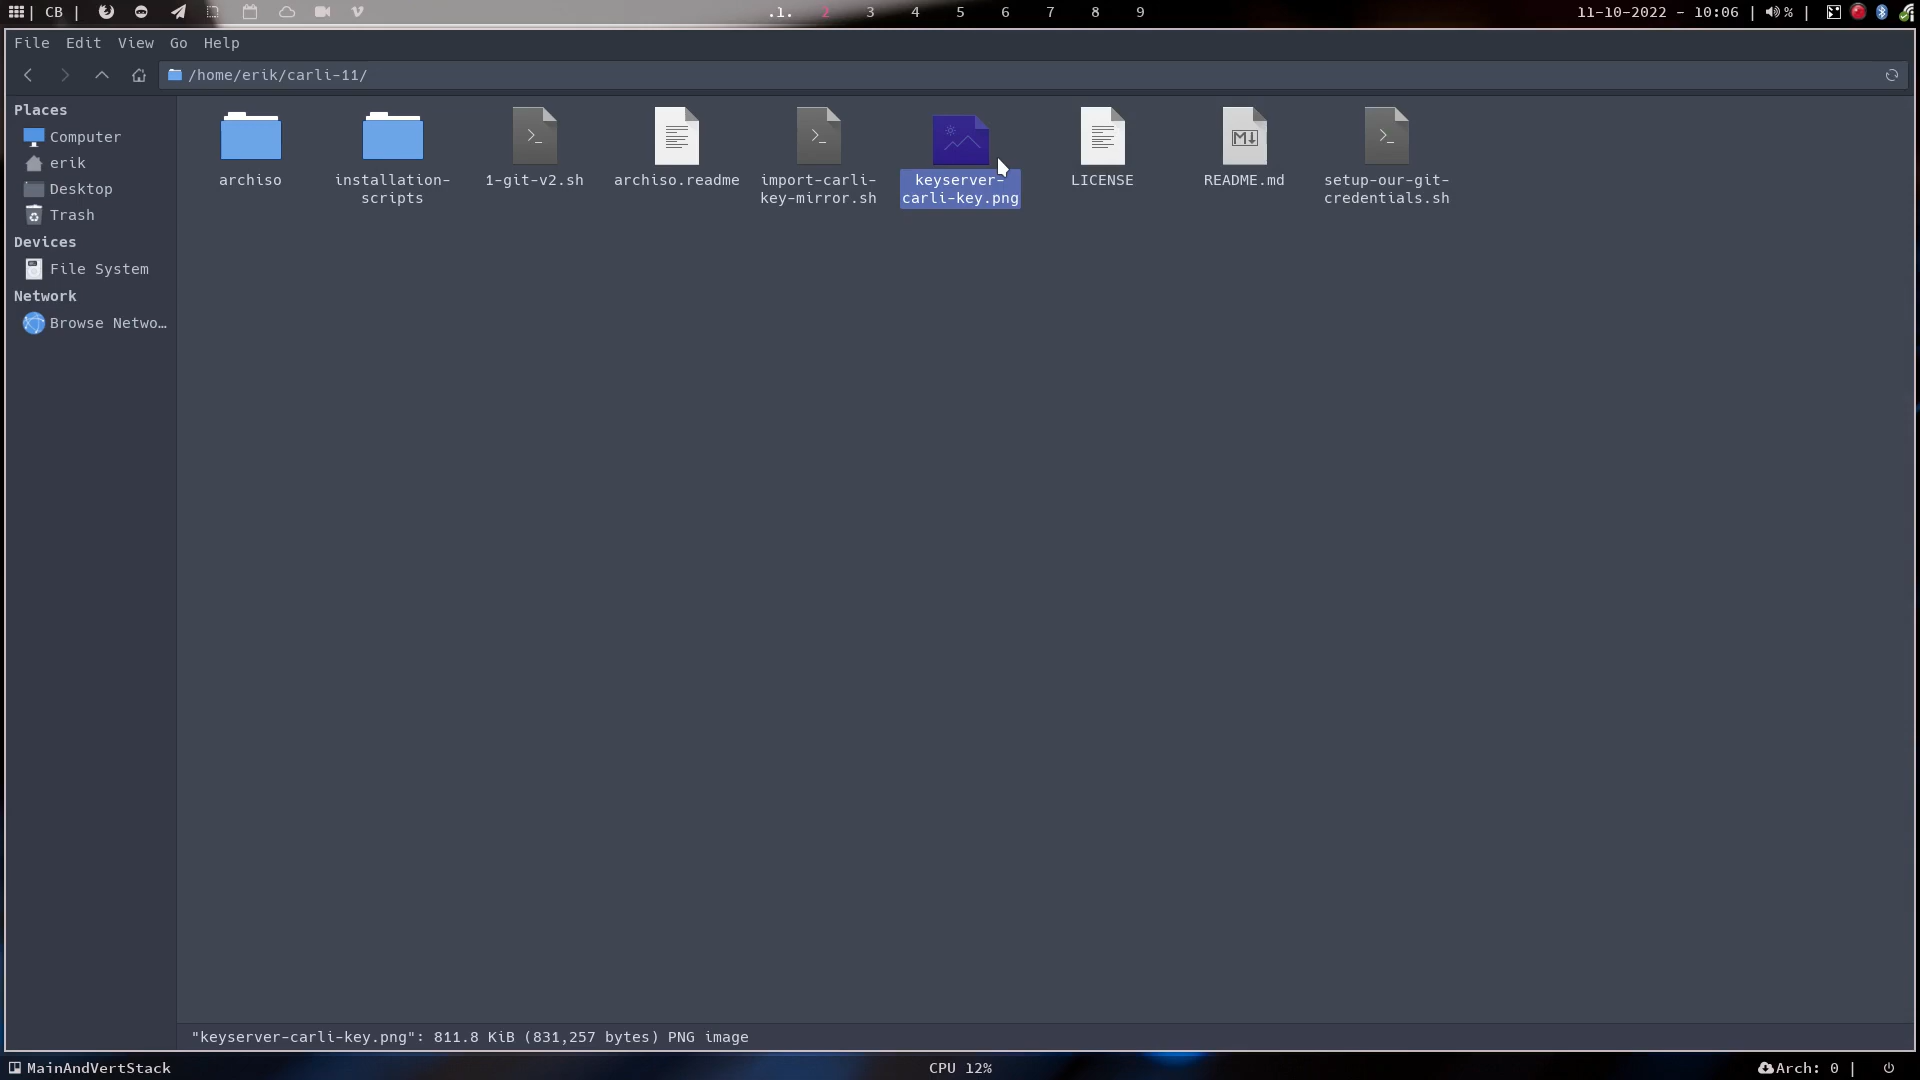 | CB |
.1. 2 3 4 5 6 7 8 9
11-10-2022 - 10:06 | % |
File Edit View Go Help
/home/erik/carli-11/
Places
Computer
erik
Desktop
Trash
Devices
File System
Network
Browse Netwo…
archiso
installation-
scripts
1-git-v2.sh
archiso.readme
import-carli-
key-mirror.sh
keyserver-
carli-key.png
LICENSE
README.md
setup-our-git-
credentials.sh
"keyserver-carli-key.png": 811.8 KiB (831,257 bytes) PNG image
MainAndVertStack
CPU 12%
Arch: 0 |